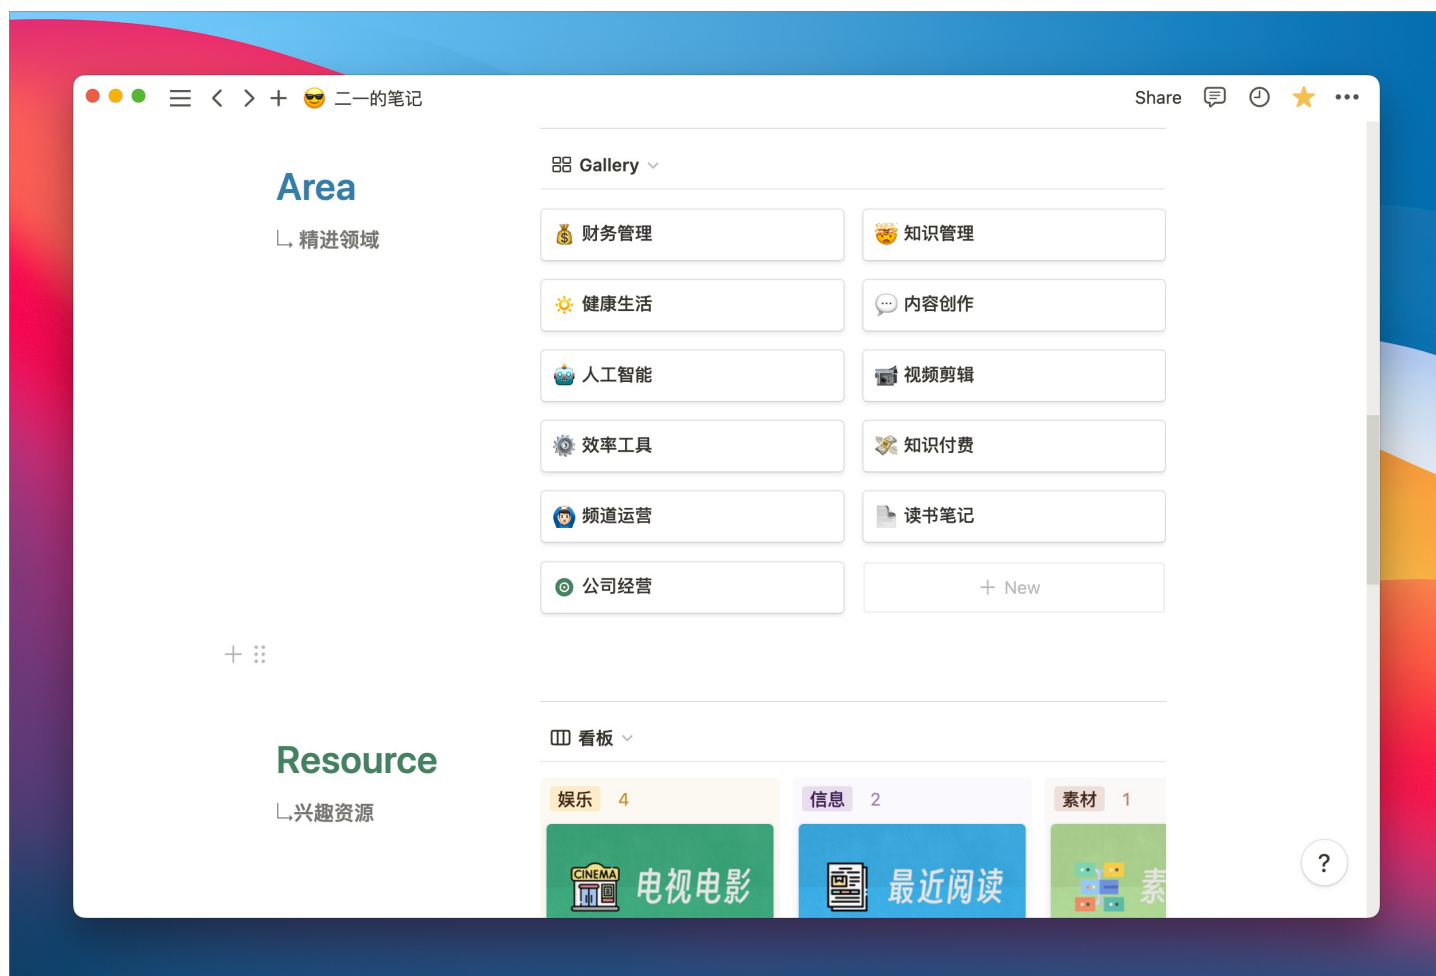 二一的笔记
Share
Area
精进领域
Gallery
财务管理
知识管理
健康生活
内容创作
人工智能
视频剪辑
效率工具
知识付费
频道运营
读书笔记
公司经营
+ New
Resource
兴趣资源
看板
娱乐 4
信息 2
素材 1
CINEMA
电视电影
最近阅读
素
?